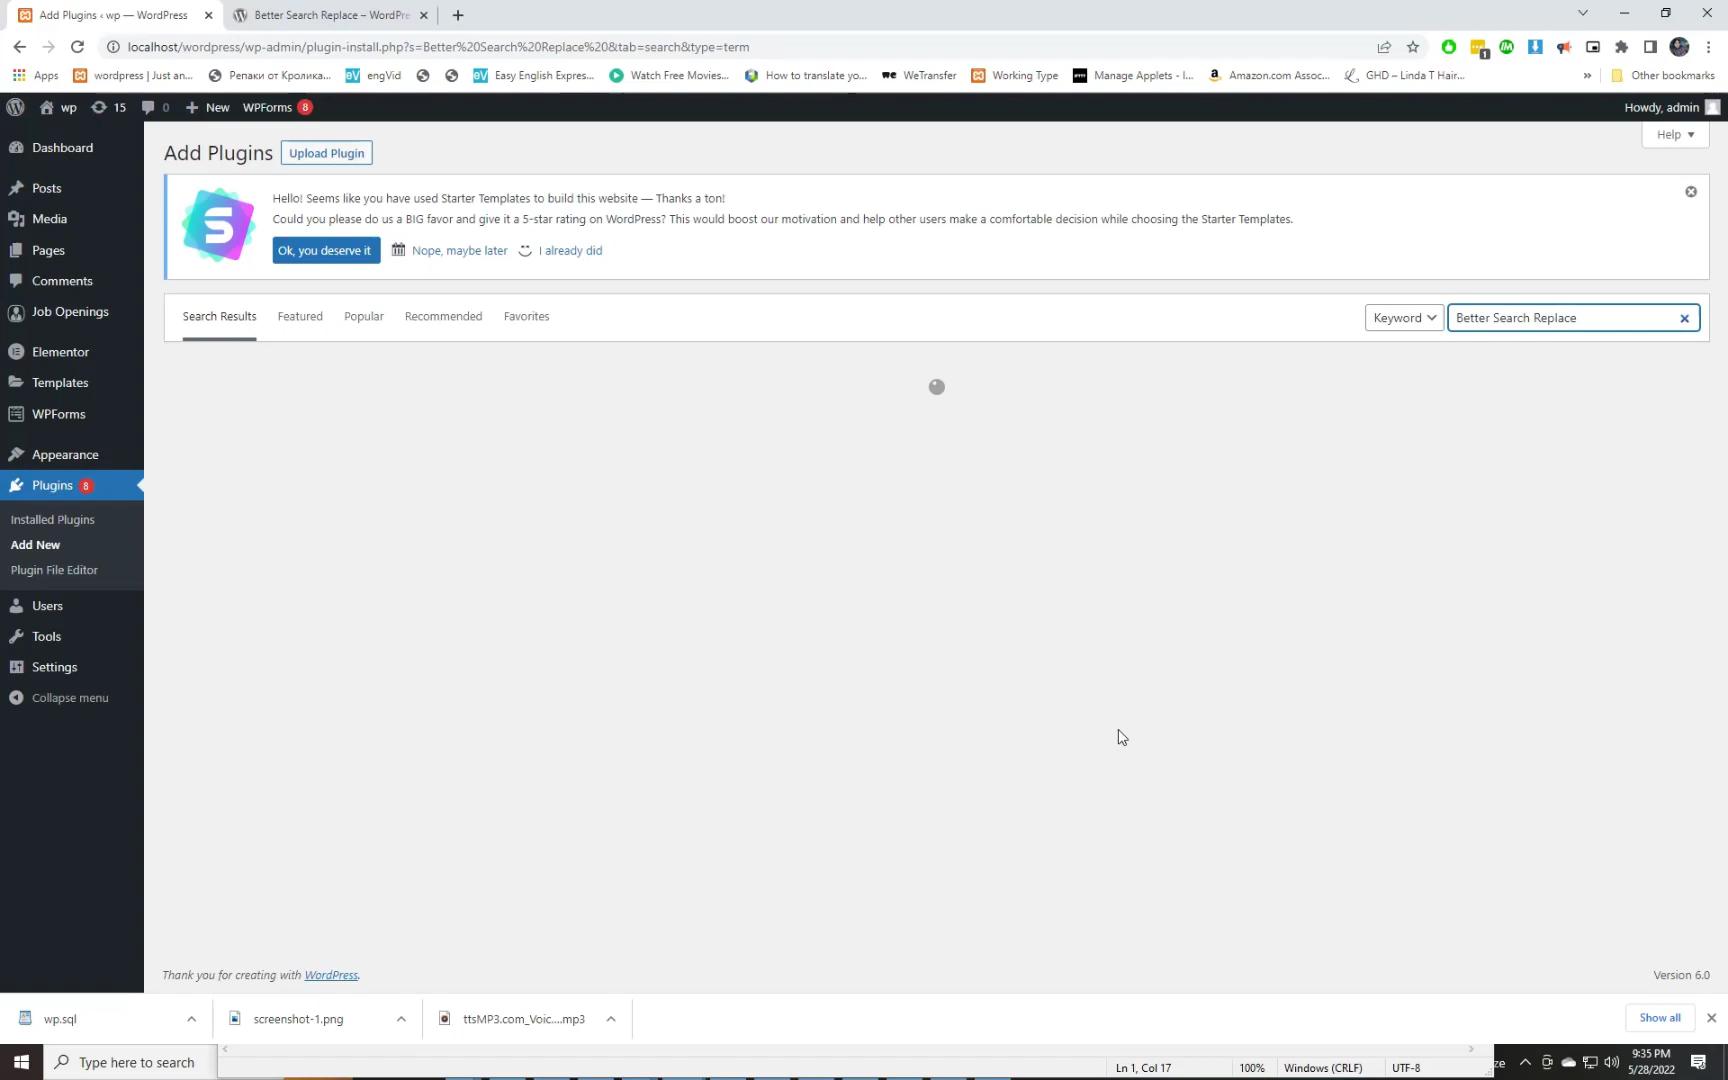 Add Plugins ‹ wp — WordPress
Better Search Replace – WordPre
localhost/wordpress/wp-admin/plugin-install.php?s=Better%20Search%20Replace%20&tab=search&type=term
1
Apps
wordpress | Just an...
Репаки от Кролика...
engVid
Easy English Expres...
Watch Free Movies...
How to translate yo...
WeTransfer
Working Type
Manage Applets - I...
Amazon.com Assoc...
GHD – Linda T Hair...
»
Other bookmarks
wp
15
0
New
WPForms 8
Howdy, admin
Help
Dashboard
Posts
Media
Pages
Comments
Job Openings
Elementor
Templates
WPForms
Appearance
Plugins 8
Installed Plugins
Add New
Plugin File Editor
Users
Tools
Settings
Collapse menu
Add Plugins
Upload Plugin
Hello! Seems like you have used Starter Templates to build this website — Thanks a ton!
Could you please do us a BIG favor and give it a 5-star rating on WordPress? This would boost our motivation and help other users make a comfortable decision while choosing the Starter Templates.
Ok, you deserve it
Nope, maybe later
I already did
Search Results
Featured
Popular
Recommended
Favorites
Keyword
Better Search Replace
Thank you for creating with WordPress.
Version 6.0
wp.sql
screenshot-1.png
ttsMP3.com_Voic....mp3
Show all
Type here to search
Ln 1, Col 17
100%
Windows (CRLF)
UTF-8
ze
9:35 PM
5/28/2022